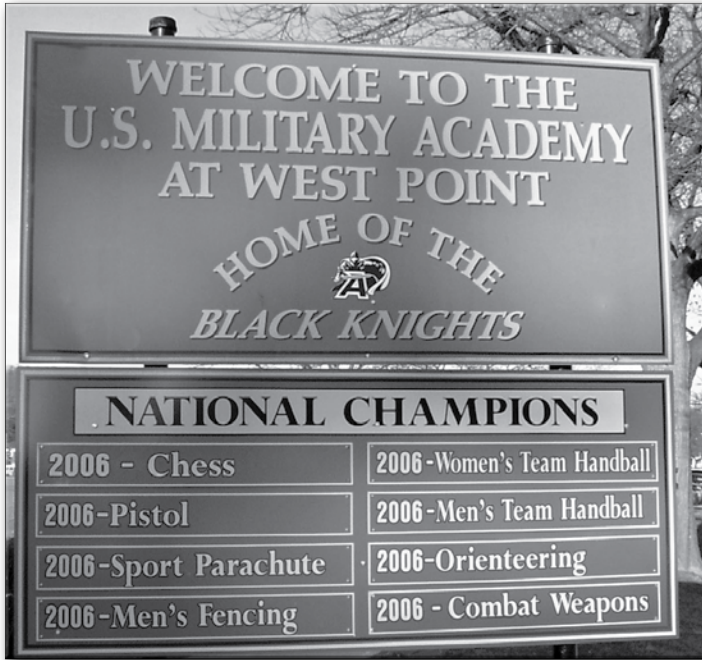 WELCOME TO THE
U.S. MILITARY ACADEMY
AT WEST POINT
HOME OF THE
A
BLACK KNIGHTS
NATIONAL CHAMPIONS
2006 - Chess
2006-Pistol
2006-Sport Parachute
2006-Men's Fencing
2006-Women's Team Handball
2006-Men's Team Handball
2006-Orienteering
2006 - Combat Weapons